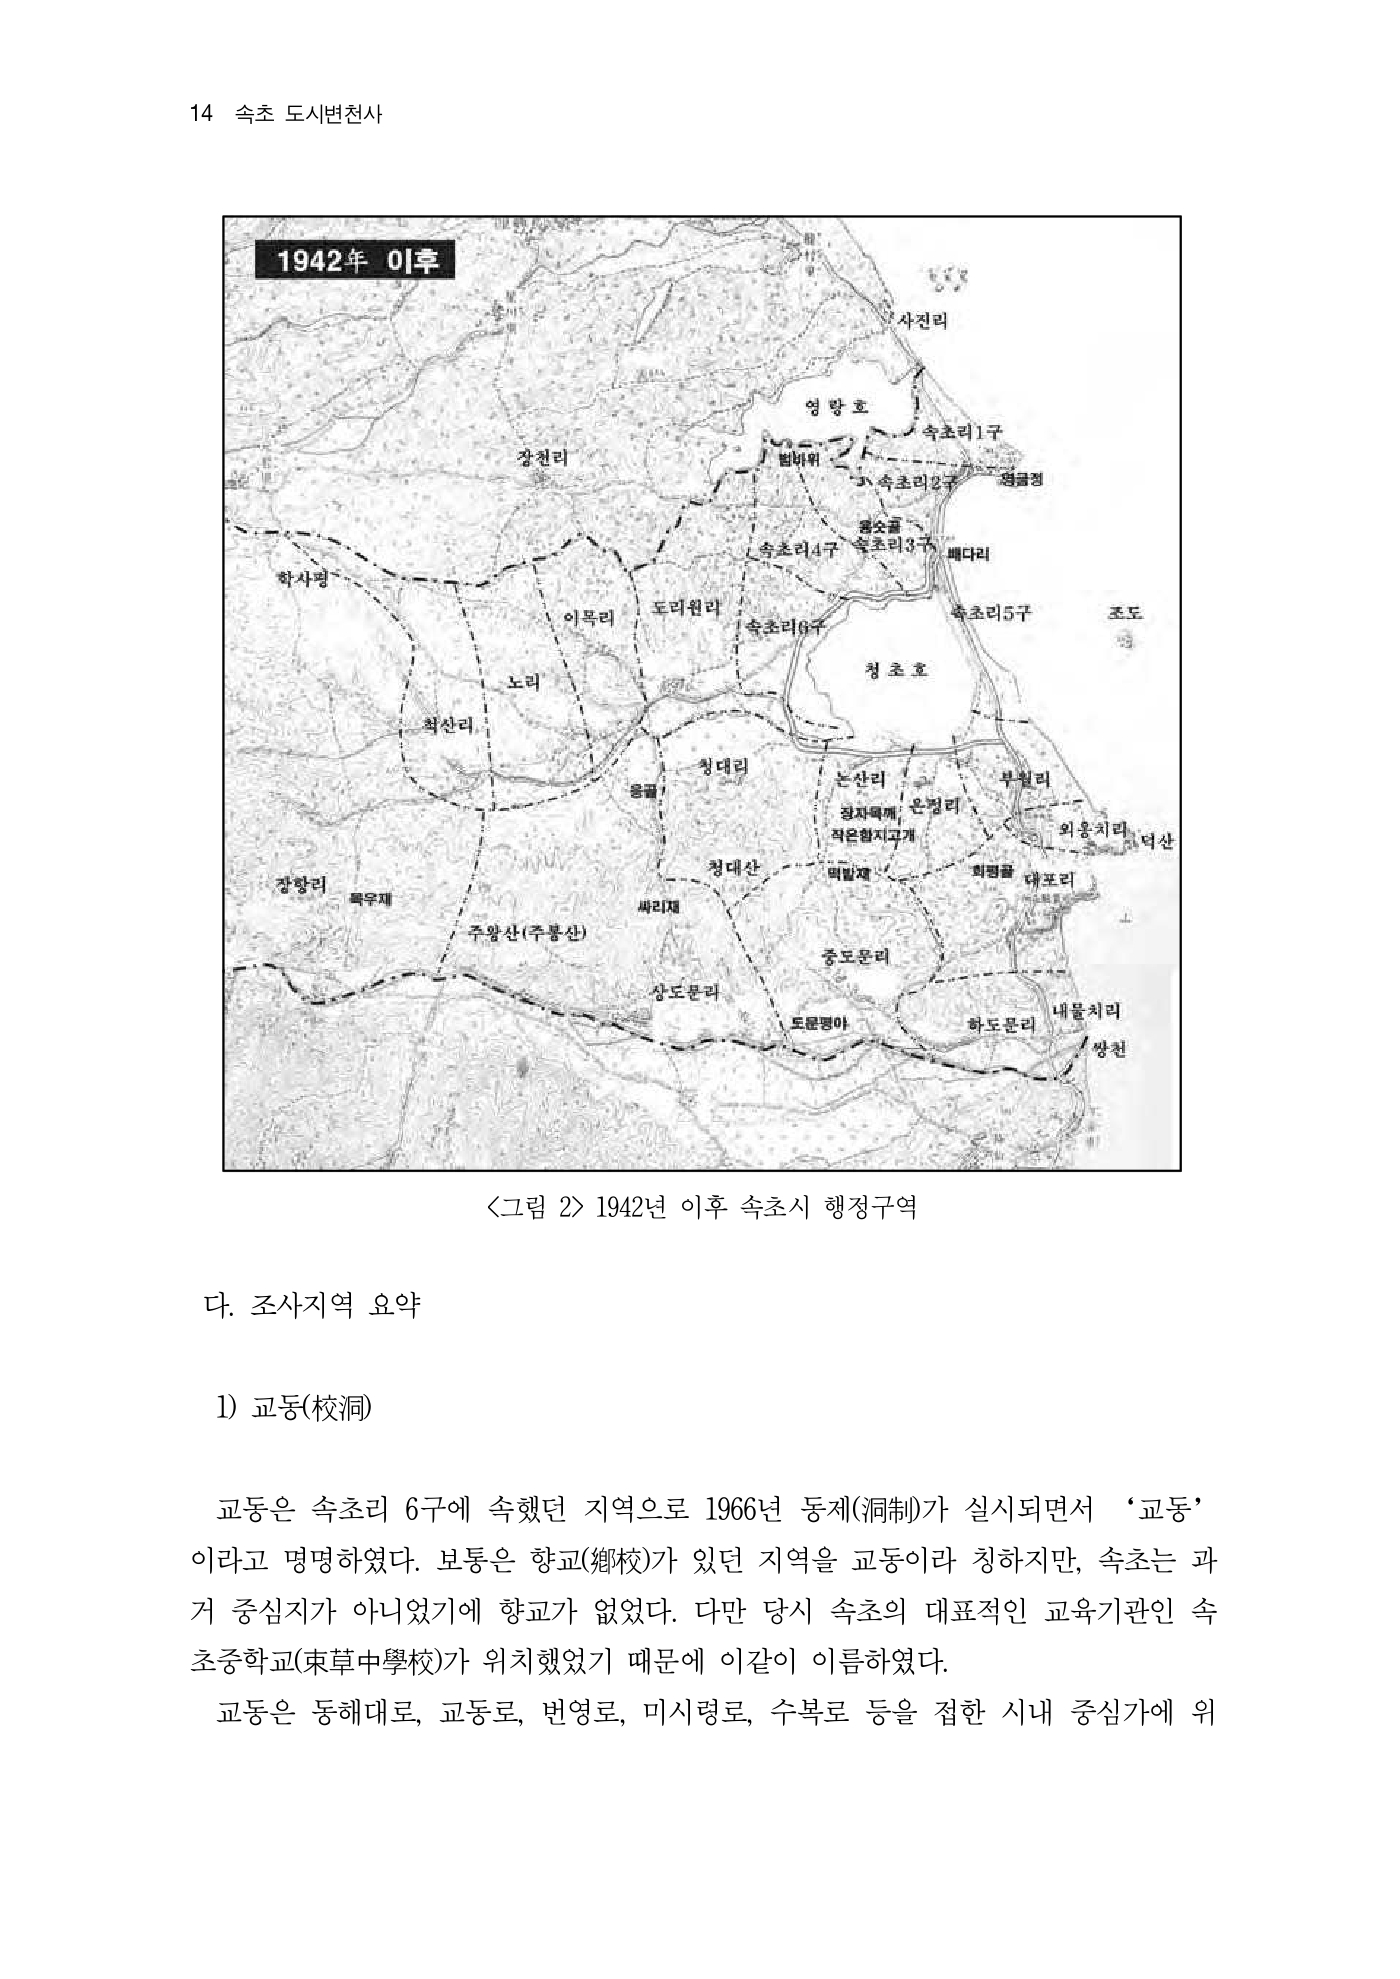 14 속초 도시변천사
1942年 이후
사진리
영랑호
속초리1구
장천리
범바위
속초리2구
영금정
용숫골
속초리4구
속초리3구
배다리
학사평
이목리
도리원리
속초리6구
속초리5구
조도
청초호
노리
척산리
청대리
논산리
부월리
응골
장자목깨
온정리
작은함지고개
외옹치리
덕산
청대산
떡밭재
회평골
대포리
장항리
목우재
싸리재
주왕산(주봉산)
중도문리
상도문리
도문평야
하도문리
내물치리
쌍천
<그림 2> 1942년 이후 속초시 행정구역
다. 조사지역 요약
1) 교동(校洞)
교동은 속초리 6구에 속했던 지역으로 1966년 동제(洞制)가 실시되면서 ‘교동’
이라고 명명하였다. 보통은 향교(鄕校)가 있던 지역을 교동이라 칭하지만, 속초는 과
거 중심지가 아니었기에 향교가 없었다. 다만 당시 속초의 대표적인 교육기관인 속
초중학교(束草中學校)가 위치했었기 때문에 이같이 이름하였다.
교동은 동해대로, 교동로, 번영로, 미시령로, 수복로 등을 접한 시내 중심가에 위